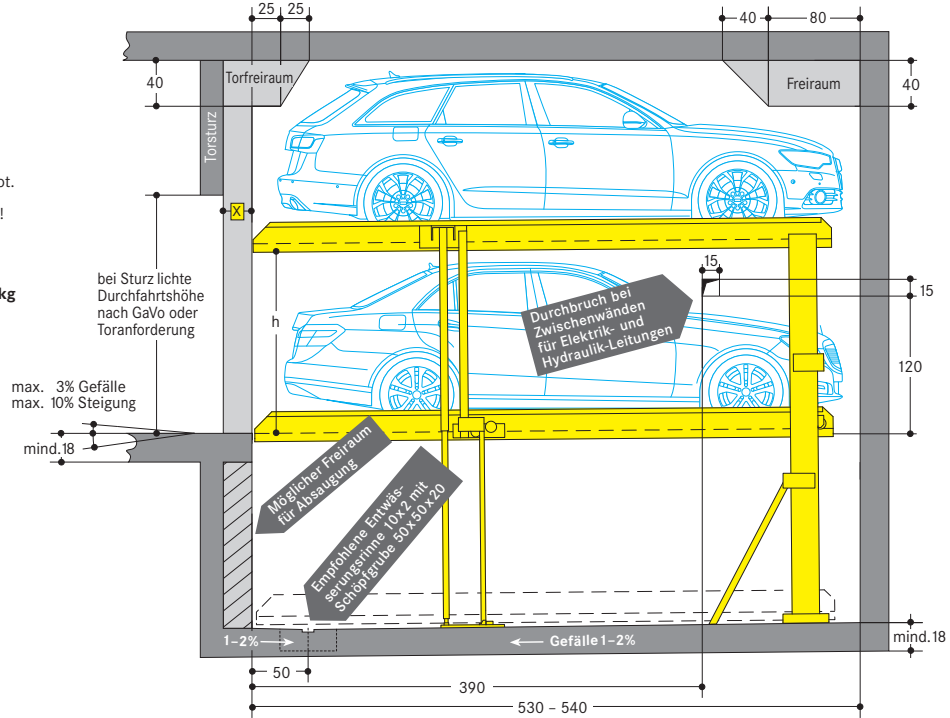 25 25
40 80
40
Torfreiraum
Freiraum
40
Torsturz
pt.
!
X
kg
bei Sturz lichte
Durchfahrtshöhe
nach GaVo oder
Toranforderung
h
15
15
Durchbruch bei
Zwischenwänden
für Elektrik- und
Hydraulik-Leitungen
120
max. 3% Gefälle
max. 10% Steigung
mind.18
Möglicher Freiraum
für Absaugung
Empfohlene Entwäs-
serungsrinne 10x2 mit
Schöpfgrube 50x50x20
1–2%
Gefälle 1–2%
mind.18
50
390
530 – 540